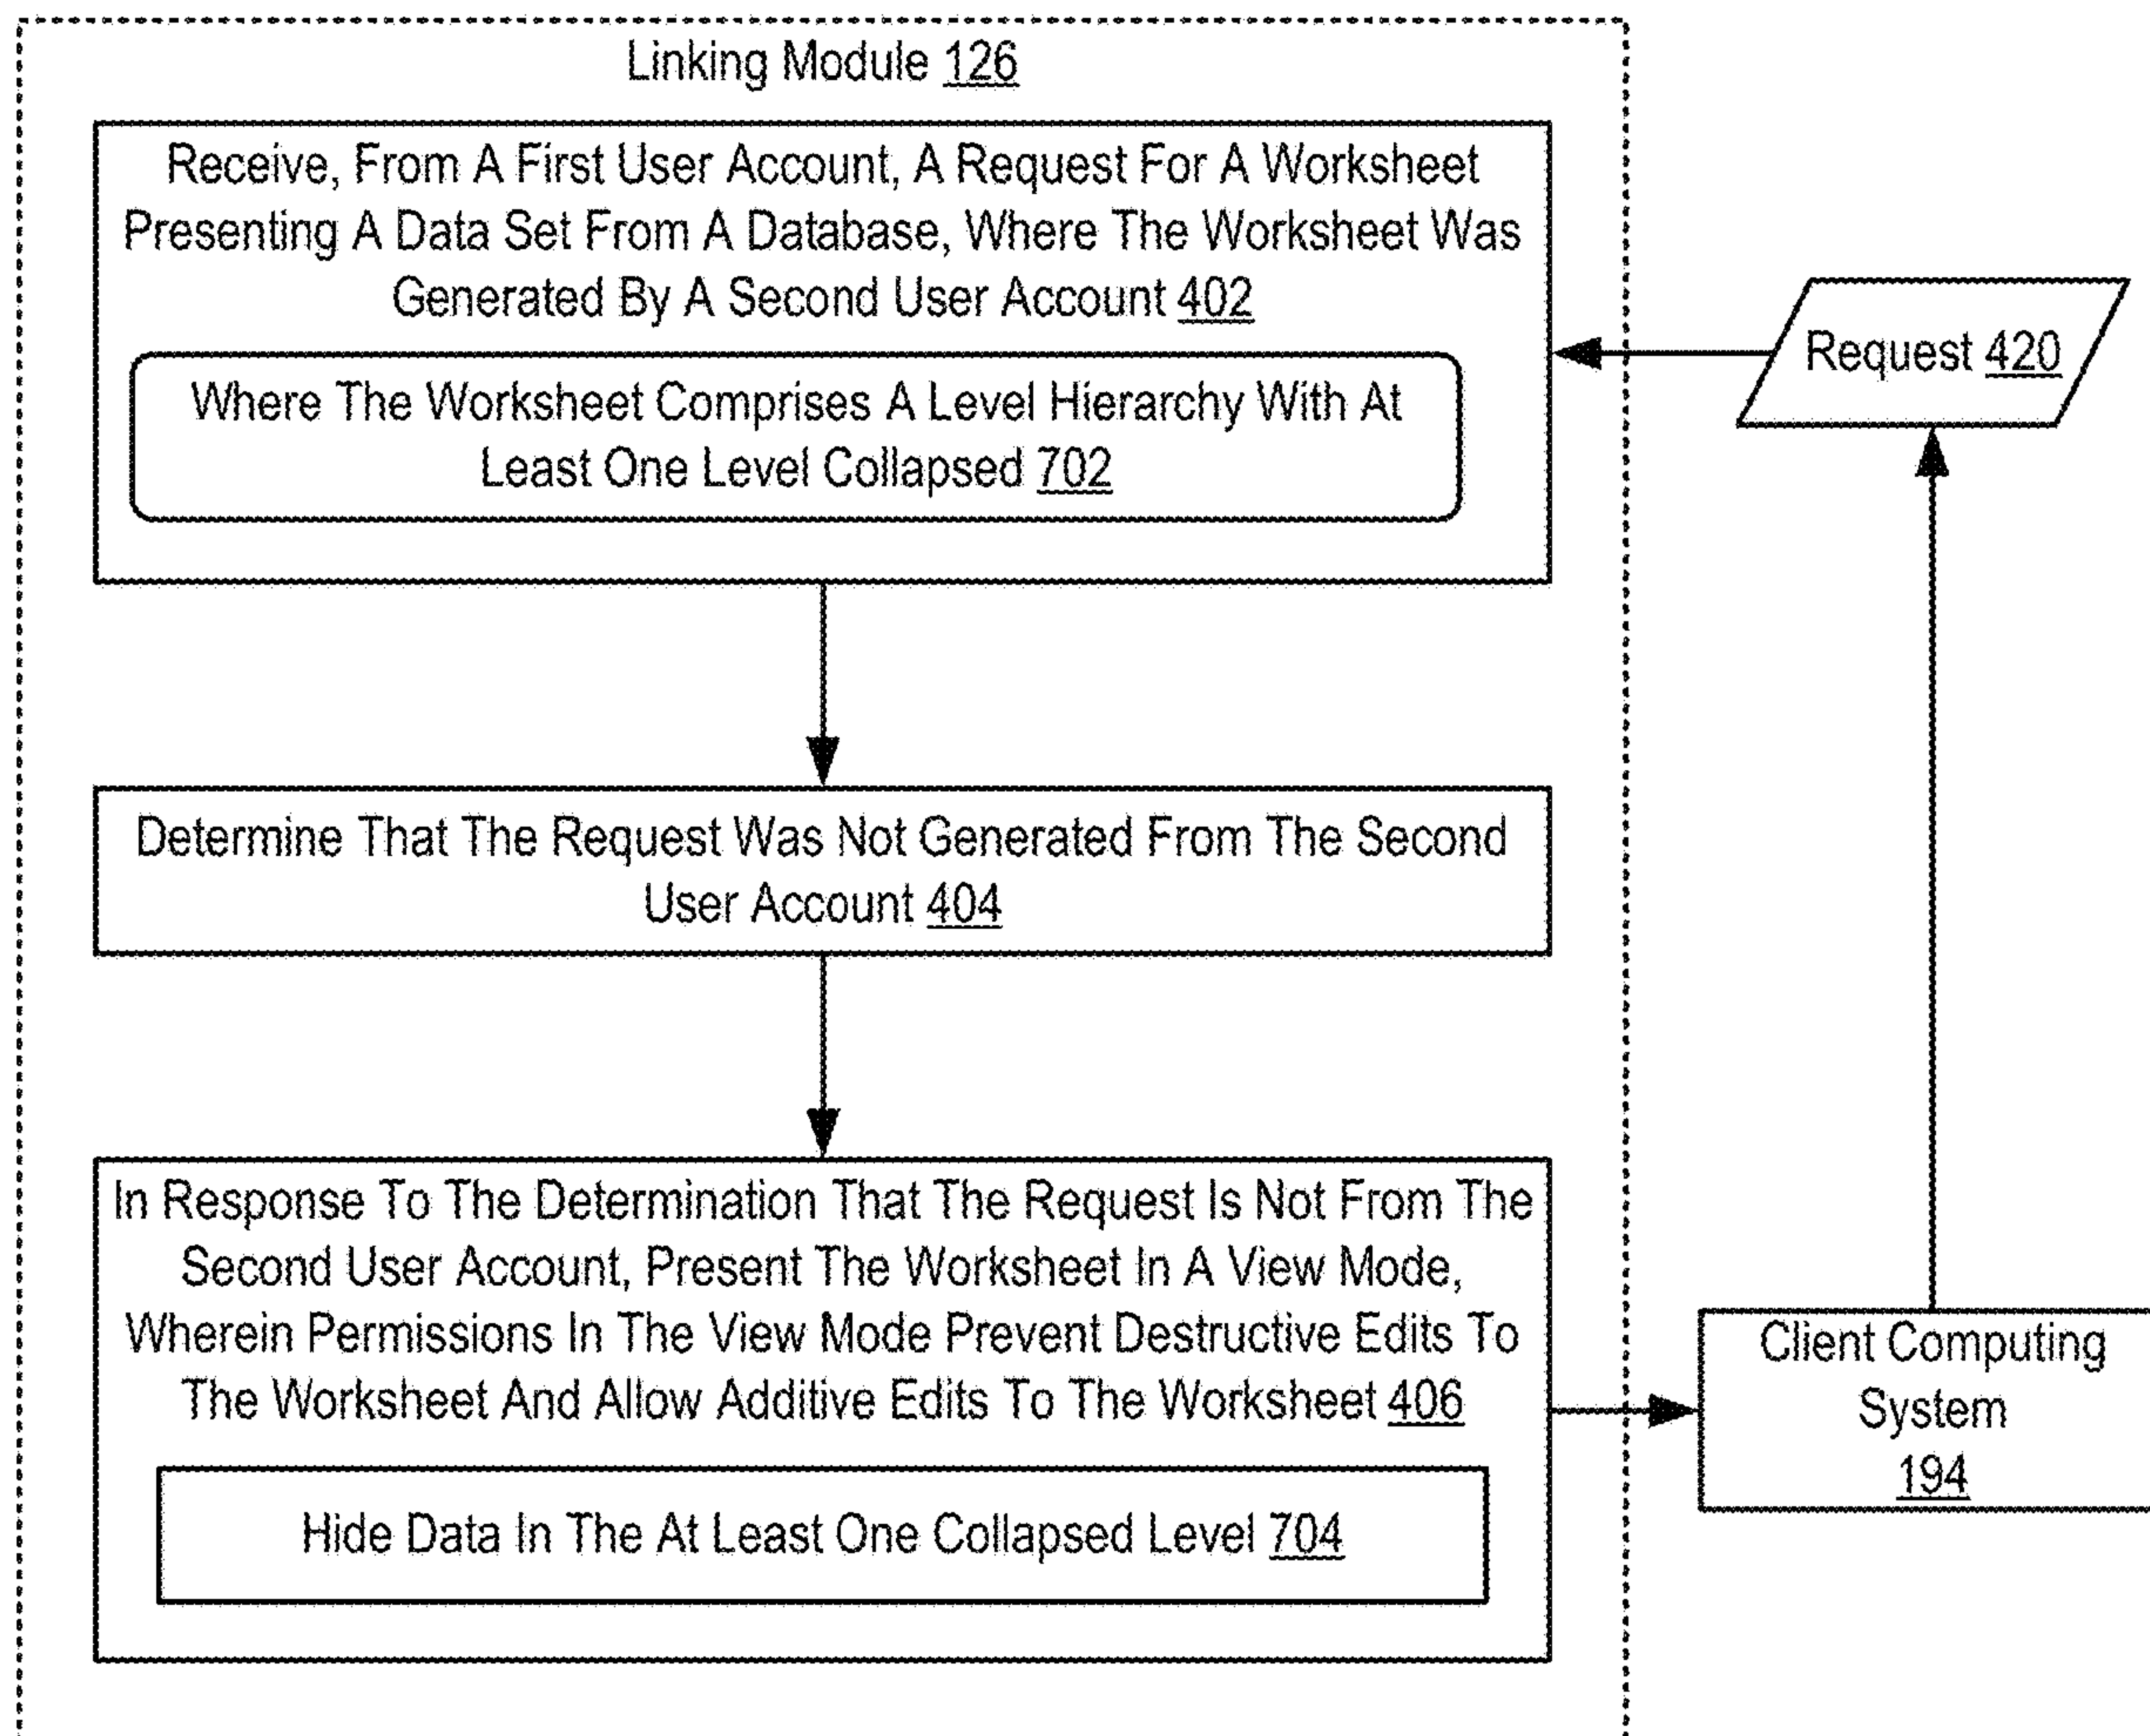 Linking Module 126
Receive, From A First User Account, A Request For A Worksheet
Presenting A Data Set From A Database, Where The Worksheet Was
Generated By A Second User Account 402
Where The Worksheet Comprises A Level Hierarchy With At
Least One Level Collapsed 702
Request 420
Determine That The Request Was Not Generated From The Second
User Account 404
In Response To The Determination That The Request Is Not From The
Second User Account, Present The Worksheet In A View Mode,
Wherein Permissions In The View Mode Prevent Destructive Edits To
The Worksheet And Allow Additive Edits To The Worksheet 406
Hide Data In The At Least One Collapsed Level 704
Client Computing
System
194